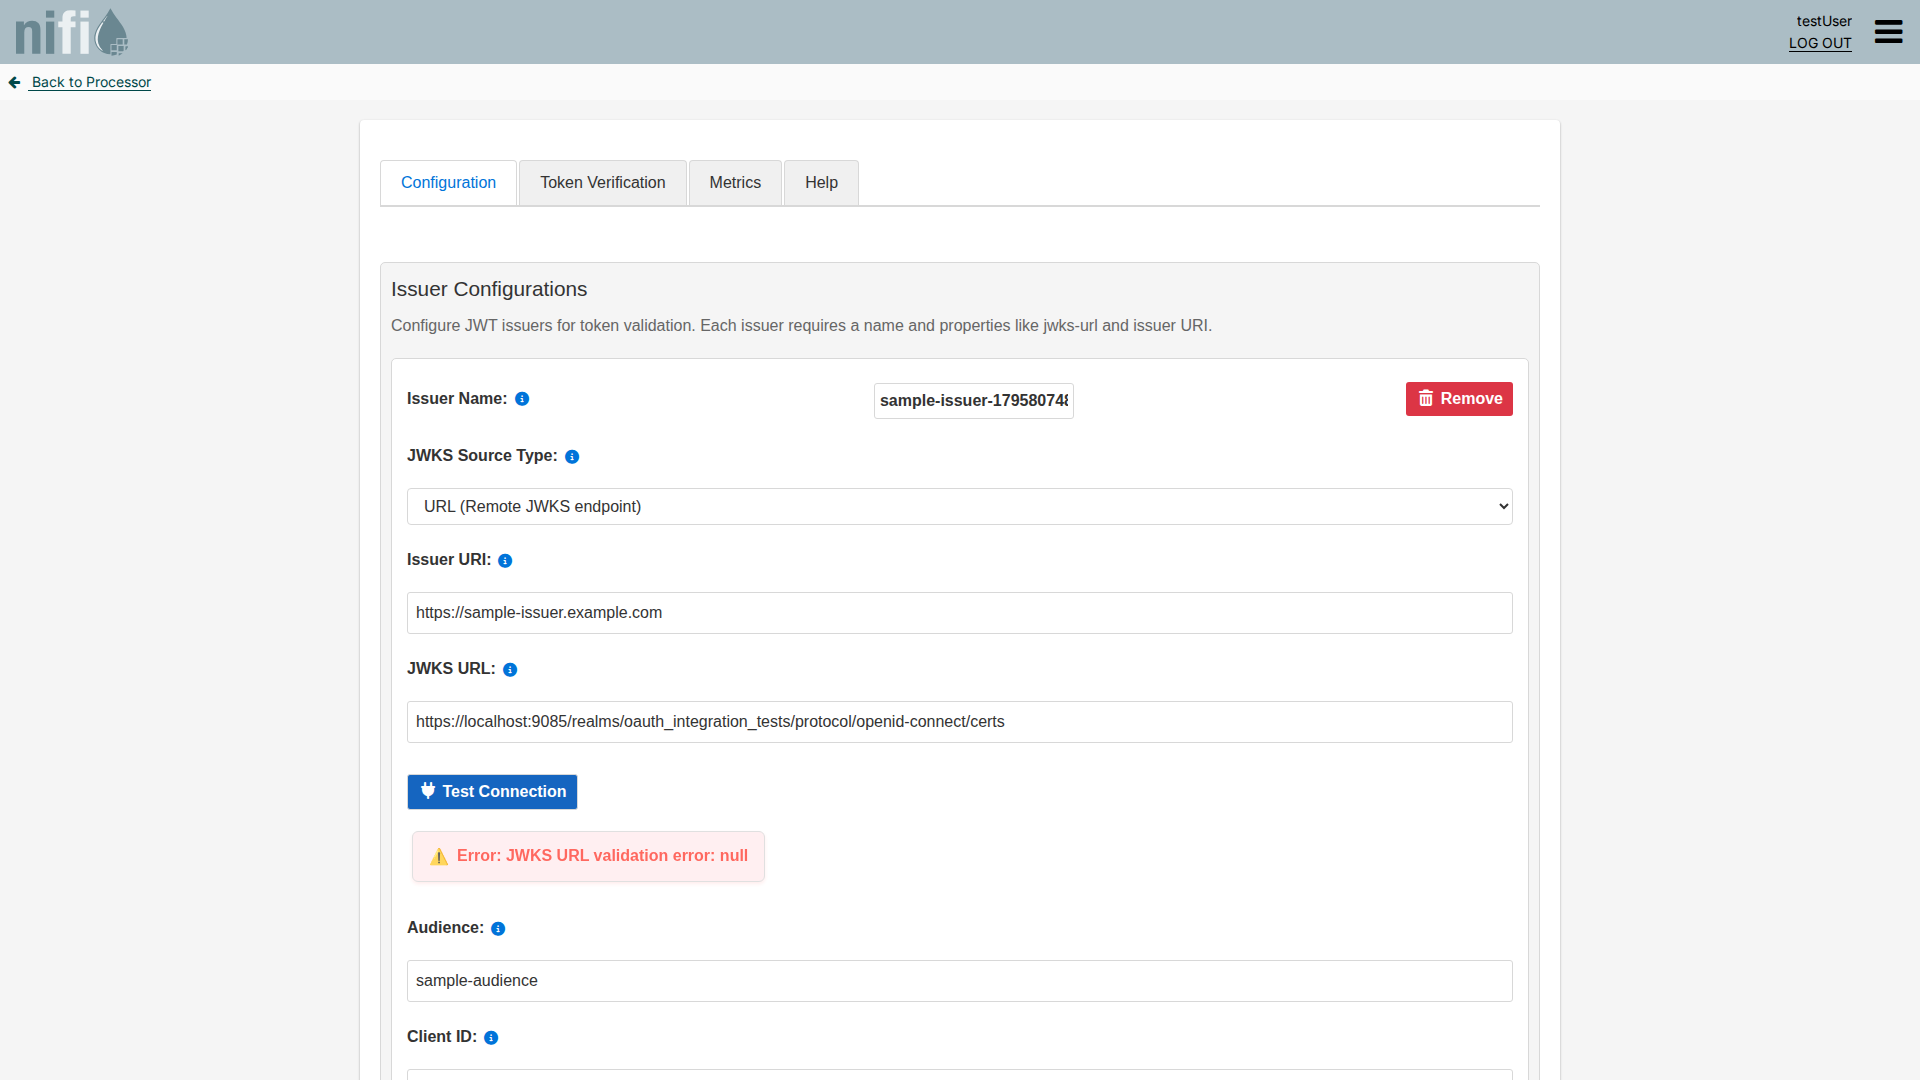 nifi
testUser
LOG OUT
Back to Processor
Configuration
Token Verification
Metrics
Help
Issuer Configurations
Configure JWT issuers for token validation. Each issuer requires a name and properties like jwks-url and issuer URI.
Issuer Name:
sample-issuer-179580748
Remove
JWKS Source Type:
URL (Remote JWKS endpoint)
Issuer URI:
https://sample-issuer.example.com
JWKS URL:
https://localhost:9085/realms/oauth_integration_tests/protocol/openid-connect/certs
Test Connection
Error: JWKS URL validation error: null
Audience:
sample-audience
Client ID: